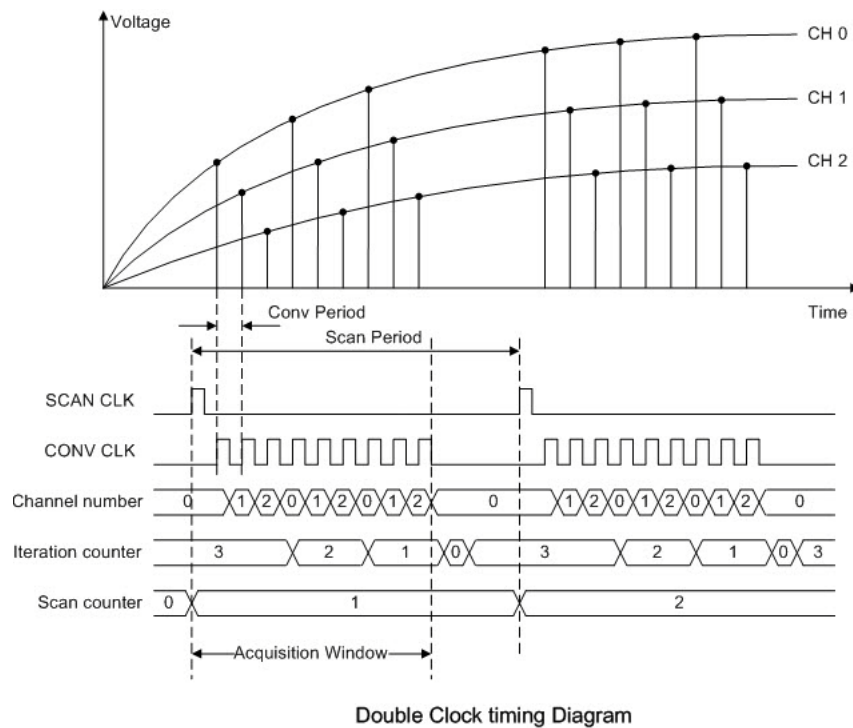 Voltage
CH 0
CH 1
CH 2
Conv Period
Time
Scan Period
SCAN CLK
CONV CLK
Channel number 0 1 2 0 1 2 0 1 2 0 1 2 0 1 2 0 1 2 0
Iteration counter 3 2 1 0 3 2 1 0 3
Scan counter 0 1 2
Acquisition Window
Double Clock timing Diagram